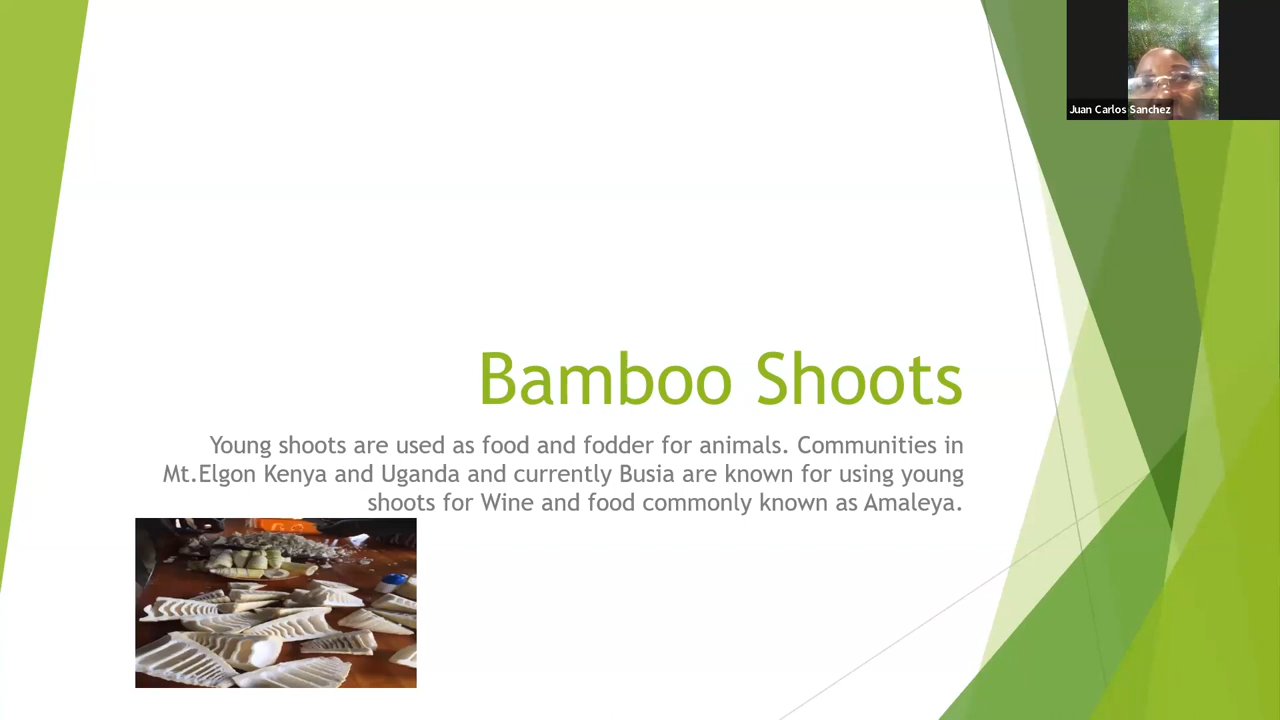 Juan Carlos Sanchez
Bamboo Shoots
Young shoots are used as food and fodder for animals. Communities in
Mt.Elgon Kenya and Uganda and currently Busia are known for using young
shoots for Wine and food commonly known as Amaleya.